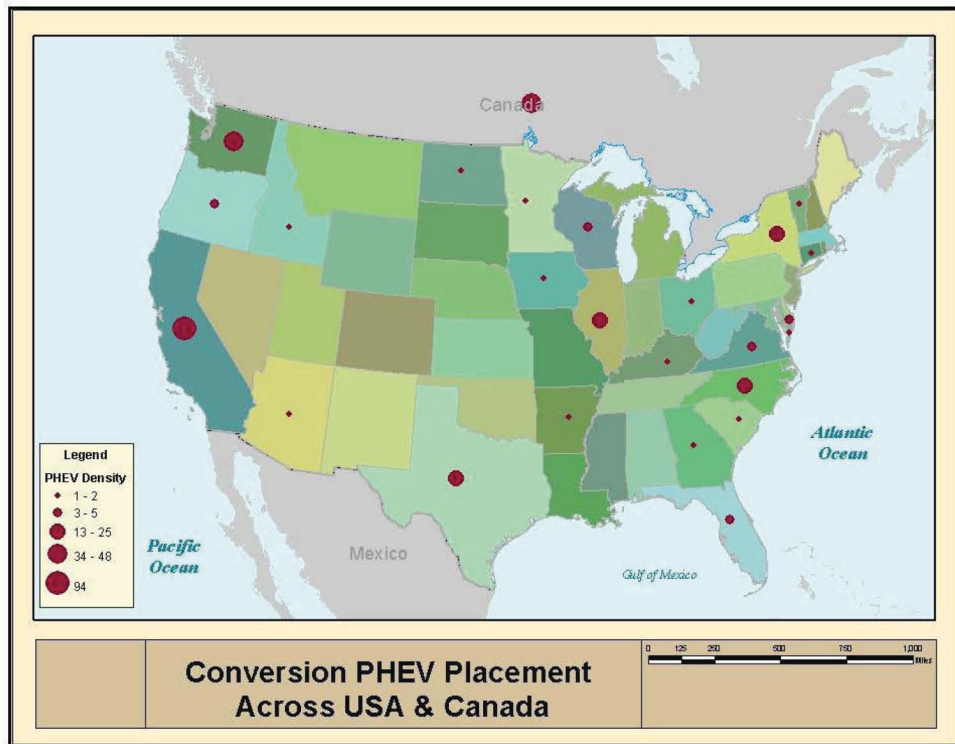 Canada
Atlantic
Ocean
Legend
PHEV Density
1 - 2
3 - 5
13 - 25
34 - 48
94
Pacific
Ocean
Mexico
Gulf of Mexico
Conversion PHEV Placement
Across USA & Canada
0 125 250 500 750 1,000
Miles